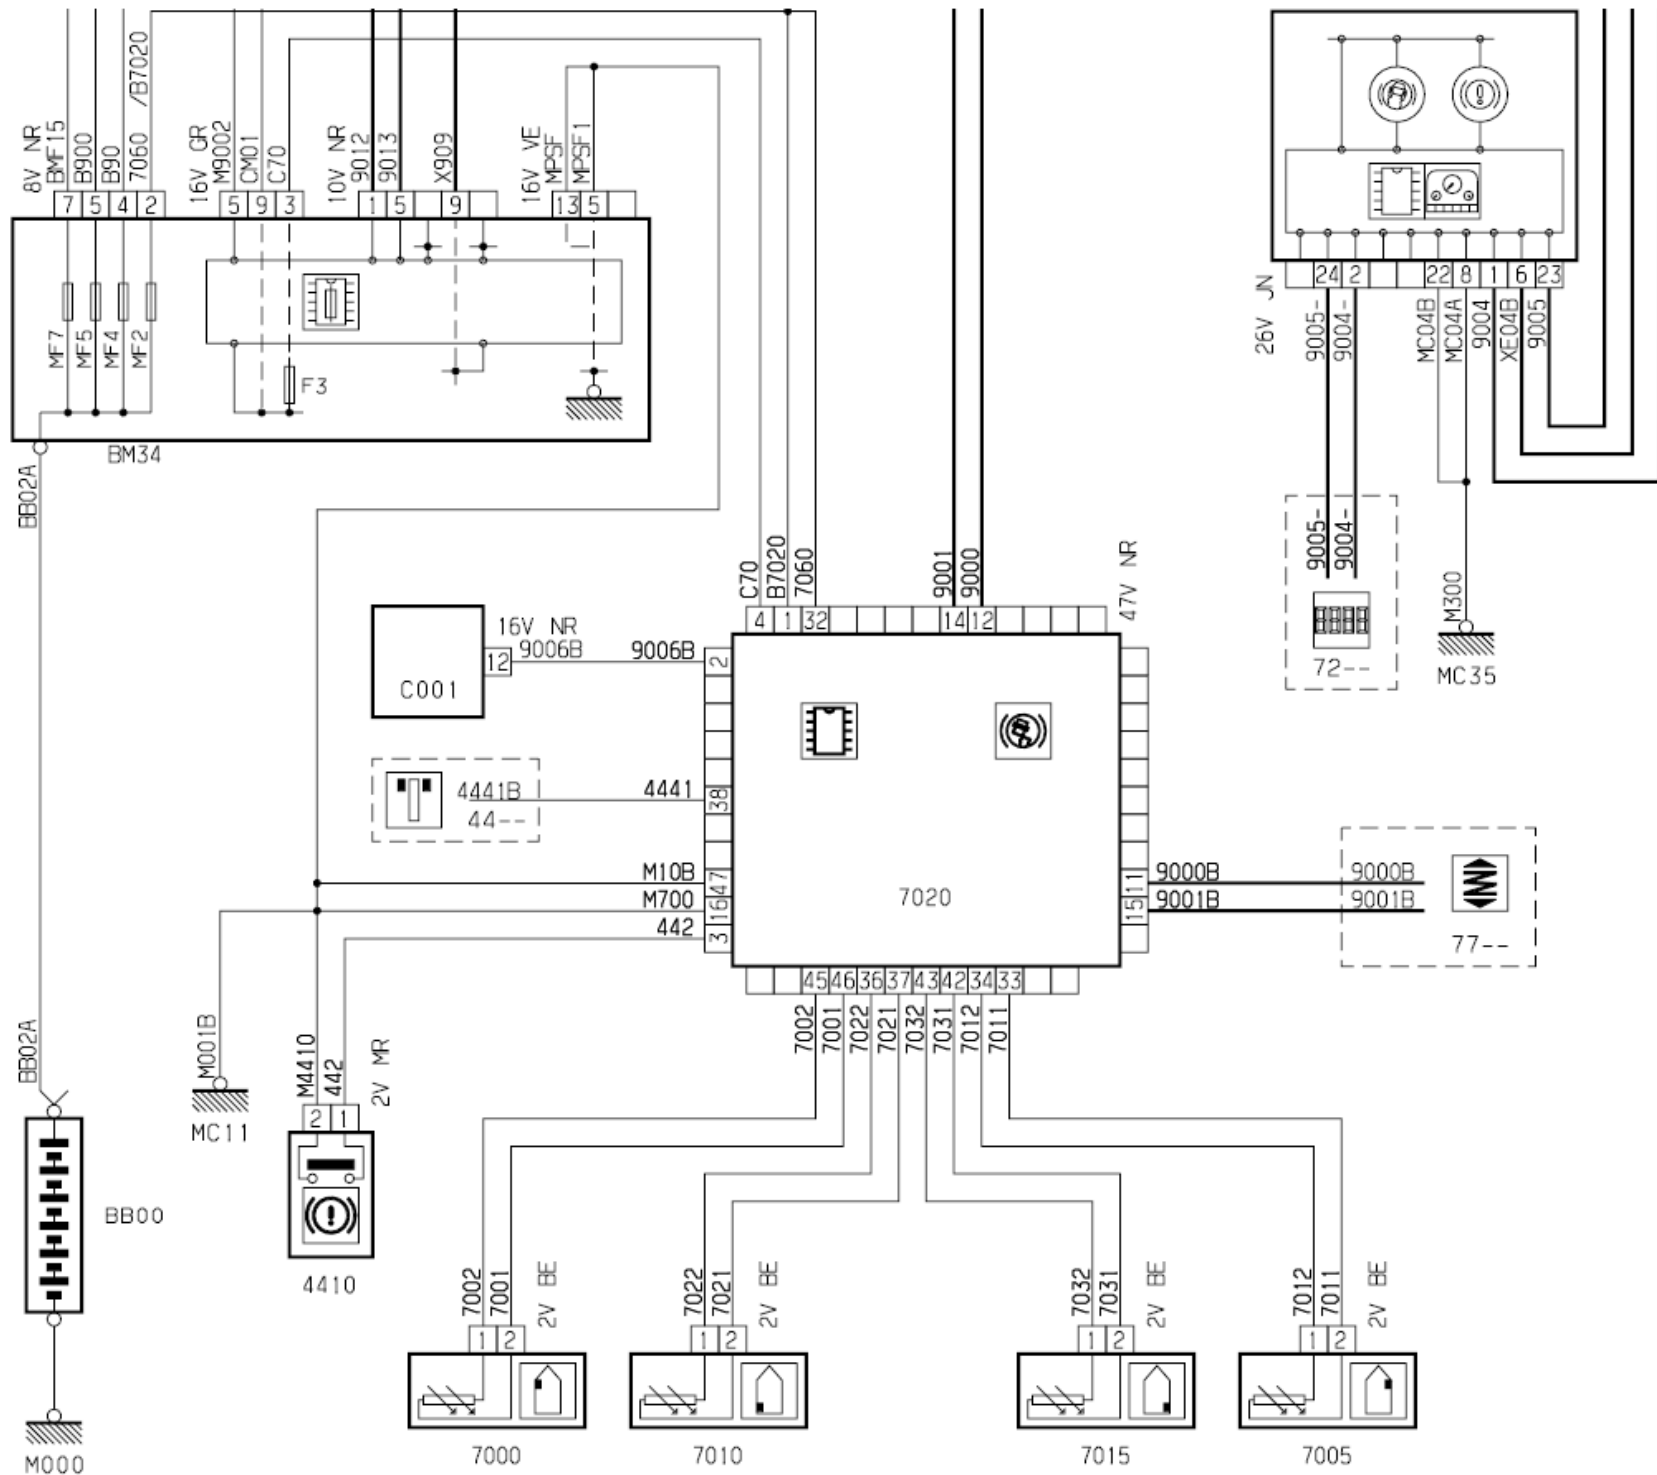 8V NR
BMF15
B900
B90
7060 /B7020
16V GR
M9002
CM01
C70
10V NR
9012
9013
X909
16V VE
MPSF
MPSF1
7 5 4 2
5 9 3
1 5 9
13 5
MF7
MF5
MF4
MF2
F3
BM34
BB02A
24 2 22 8 1 6 23
26V JN
9005-
9004-
MC04B
MC04A
9004
XE04B
9005
9005-
9004-
72--
M300
MC35
C70
B7020
7060
9001
9000
47V NR
4 1 32 14 12
C001
12
16V NR
9006B
9006B
2
4441B
44--
4441
38
M10B
47
M700
16
442
3
7020
11
15
9000B
9001B
9000B
9001B
77--
45 46 36 37 43 42 34 33
7002
7001
7022
7021
7032
7031
7012
7011
BB02A
M001B
MC11
M4410
442
2V MR
2 1
4410
BB00
M000
7002
7001
2V BE
1 2
7000
7022
7021
2V BE
1 2
7010
7032
7031
2V BE
1 2
7015
7012
7011
2V BE
1 2
7005